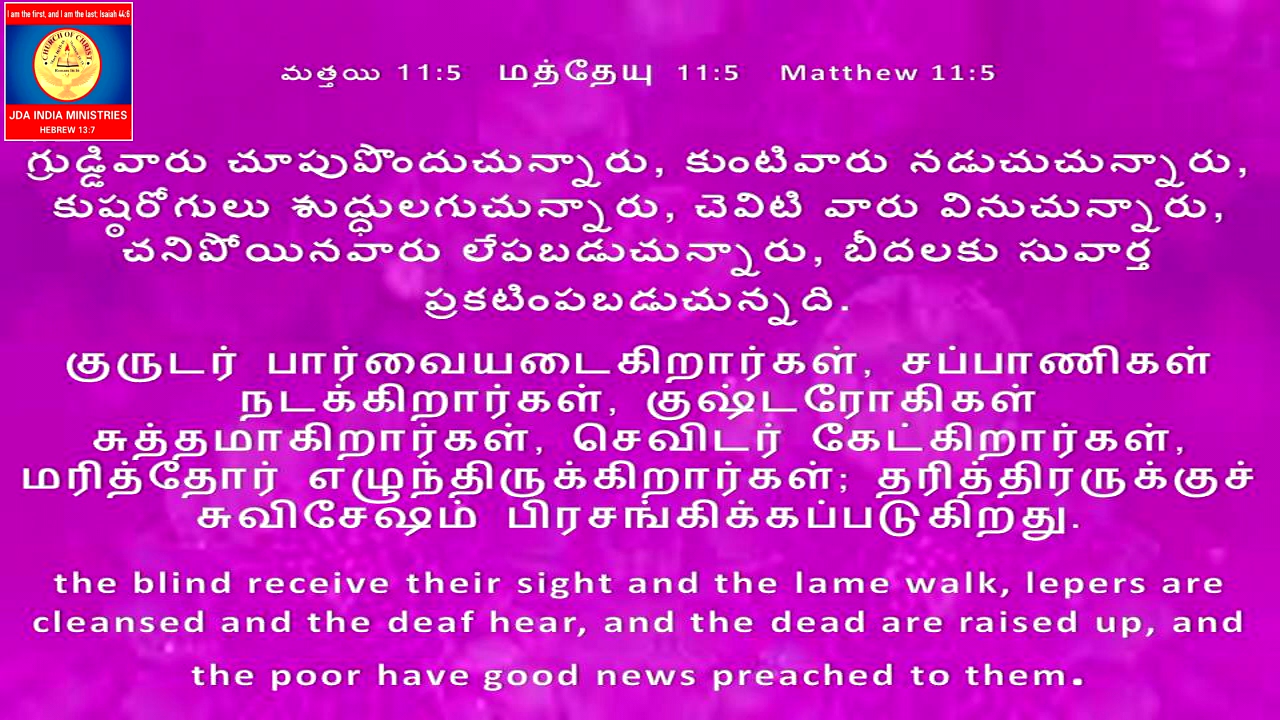 I am the first, and I am the last; Isaiah 44:6
CHURCH OF CHRIST
JDA INDIA MINISTRIES
HEBREW 13:7
మత్తయి 11:5 மத்தேயு 11:5 Matthew 11:5
గ్రుడ్డివారు చూపుపొందుచున్నారు, కుంటివారు నడుచుచున్నారు,
కుష్ఠరోగులు శుద్ధులగుచున్నారు, చెవిటి వారు వినుచున్నారు,
చనిపోయినవారు లేపబడుచున్నారు, బీదలకు సువార్త
ప్రకటింపబడుచున్నది.
குருடர் பார்வையடைகிறார்கள், சப்பாணிகள்
நடக்கிறார்கள், குஷ்டரோகிகள்
சுத்தமாகிறார்கள், செவிடர் கேட்கிறார்கள்,
மரித்தோர் எழுந்திருக்கிறார்கள்; தரித்திரருக்குச்
சுவிசேஷம் பிரசங்கிக்கப்படுகிறது.
the blind receive their sight and the lame walk, lepers are
cleansed and the deaf hear, and the dead are raised up, and
the poor have good news preached to them.